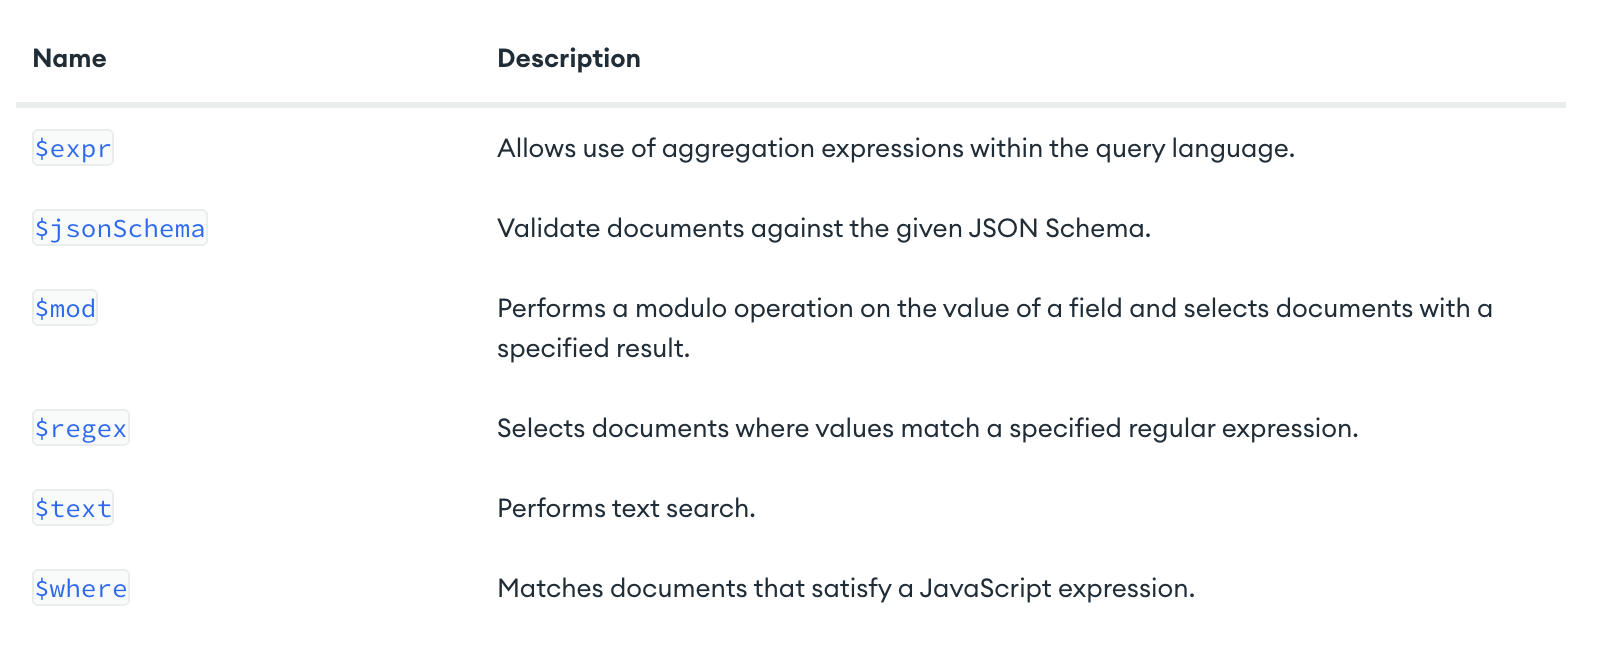 Name Description
$expr Allows use of aggregation expressions within the query language.
$jsonSchema Validate documents against the given JSON Schema.
$mod Performs a modulo operation on the value of a field and selects documents with a
specified result.
$regex Selects documents where values match a specified regular expression.
$text Performs text search.
$where Matches documents that satisfy a JavaScript expression.